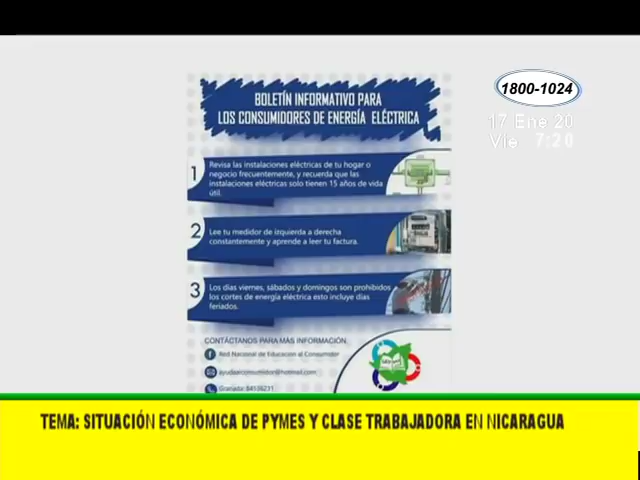 1800-1024
17 Ene 20
Vie 7:20
BOLETÍN INFORMATIVO PARA
LOS CONSUMIDORES DE ENERGÍA ELÉCTRICA
1
Revisa las instalaciones eléctricas de tu hogar o
negocio frecuentemente, y recuerda que las
instalaciones eléctricas solo tienen 15 años de vida
útil.
2
Lee tu medidor de izquierda a derecha
constantemente y aprende a leer tu factura.
3
Los días viernes, sábados y domingos son prohibidos
los cortes de energía eléctrica esto incluye días
feriados.
CONTÁCTANOS PARA MÁS INFORMACIÓN:
Red Nacional de Educación al Consumidor
Granada: 84536231
TEMA: SITUACIÓN ECONÓMICA DE PYMES Y CLASE TRABAJADORA EN NICARAGUA